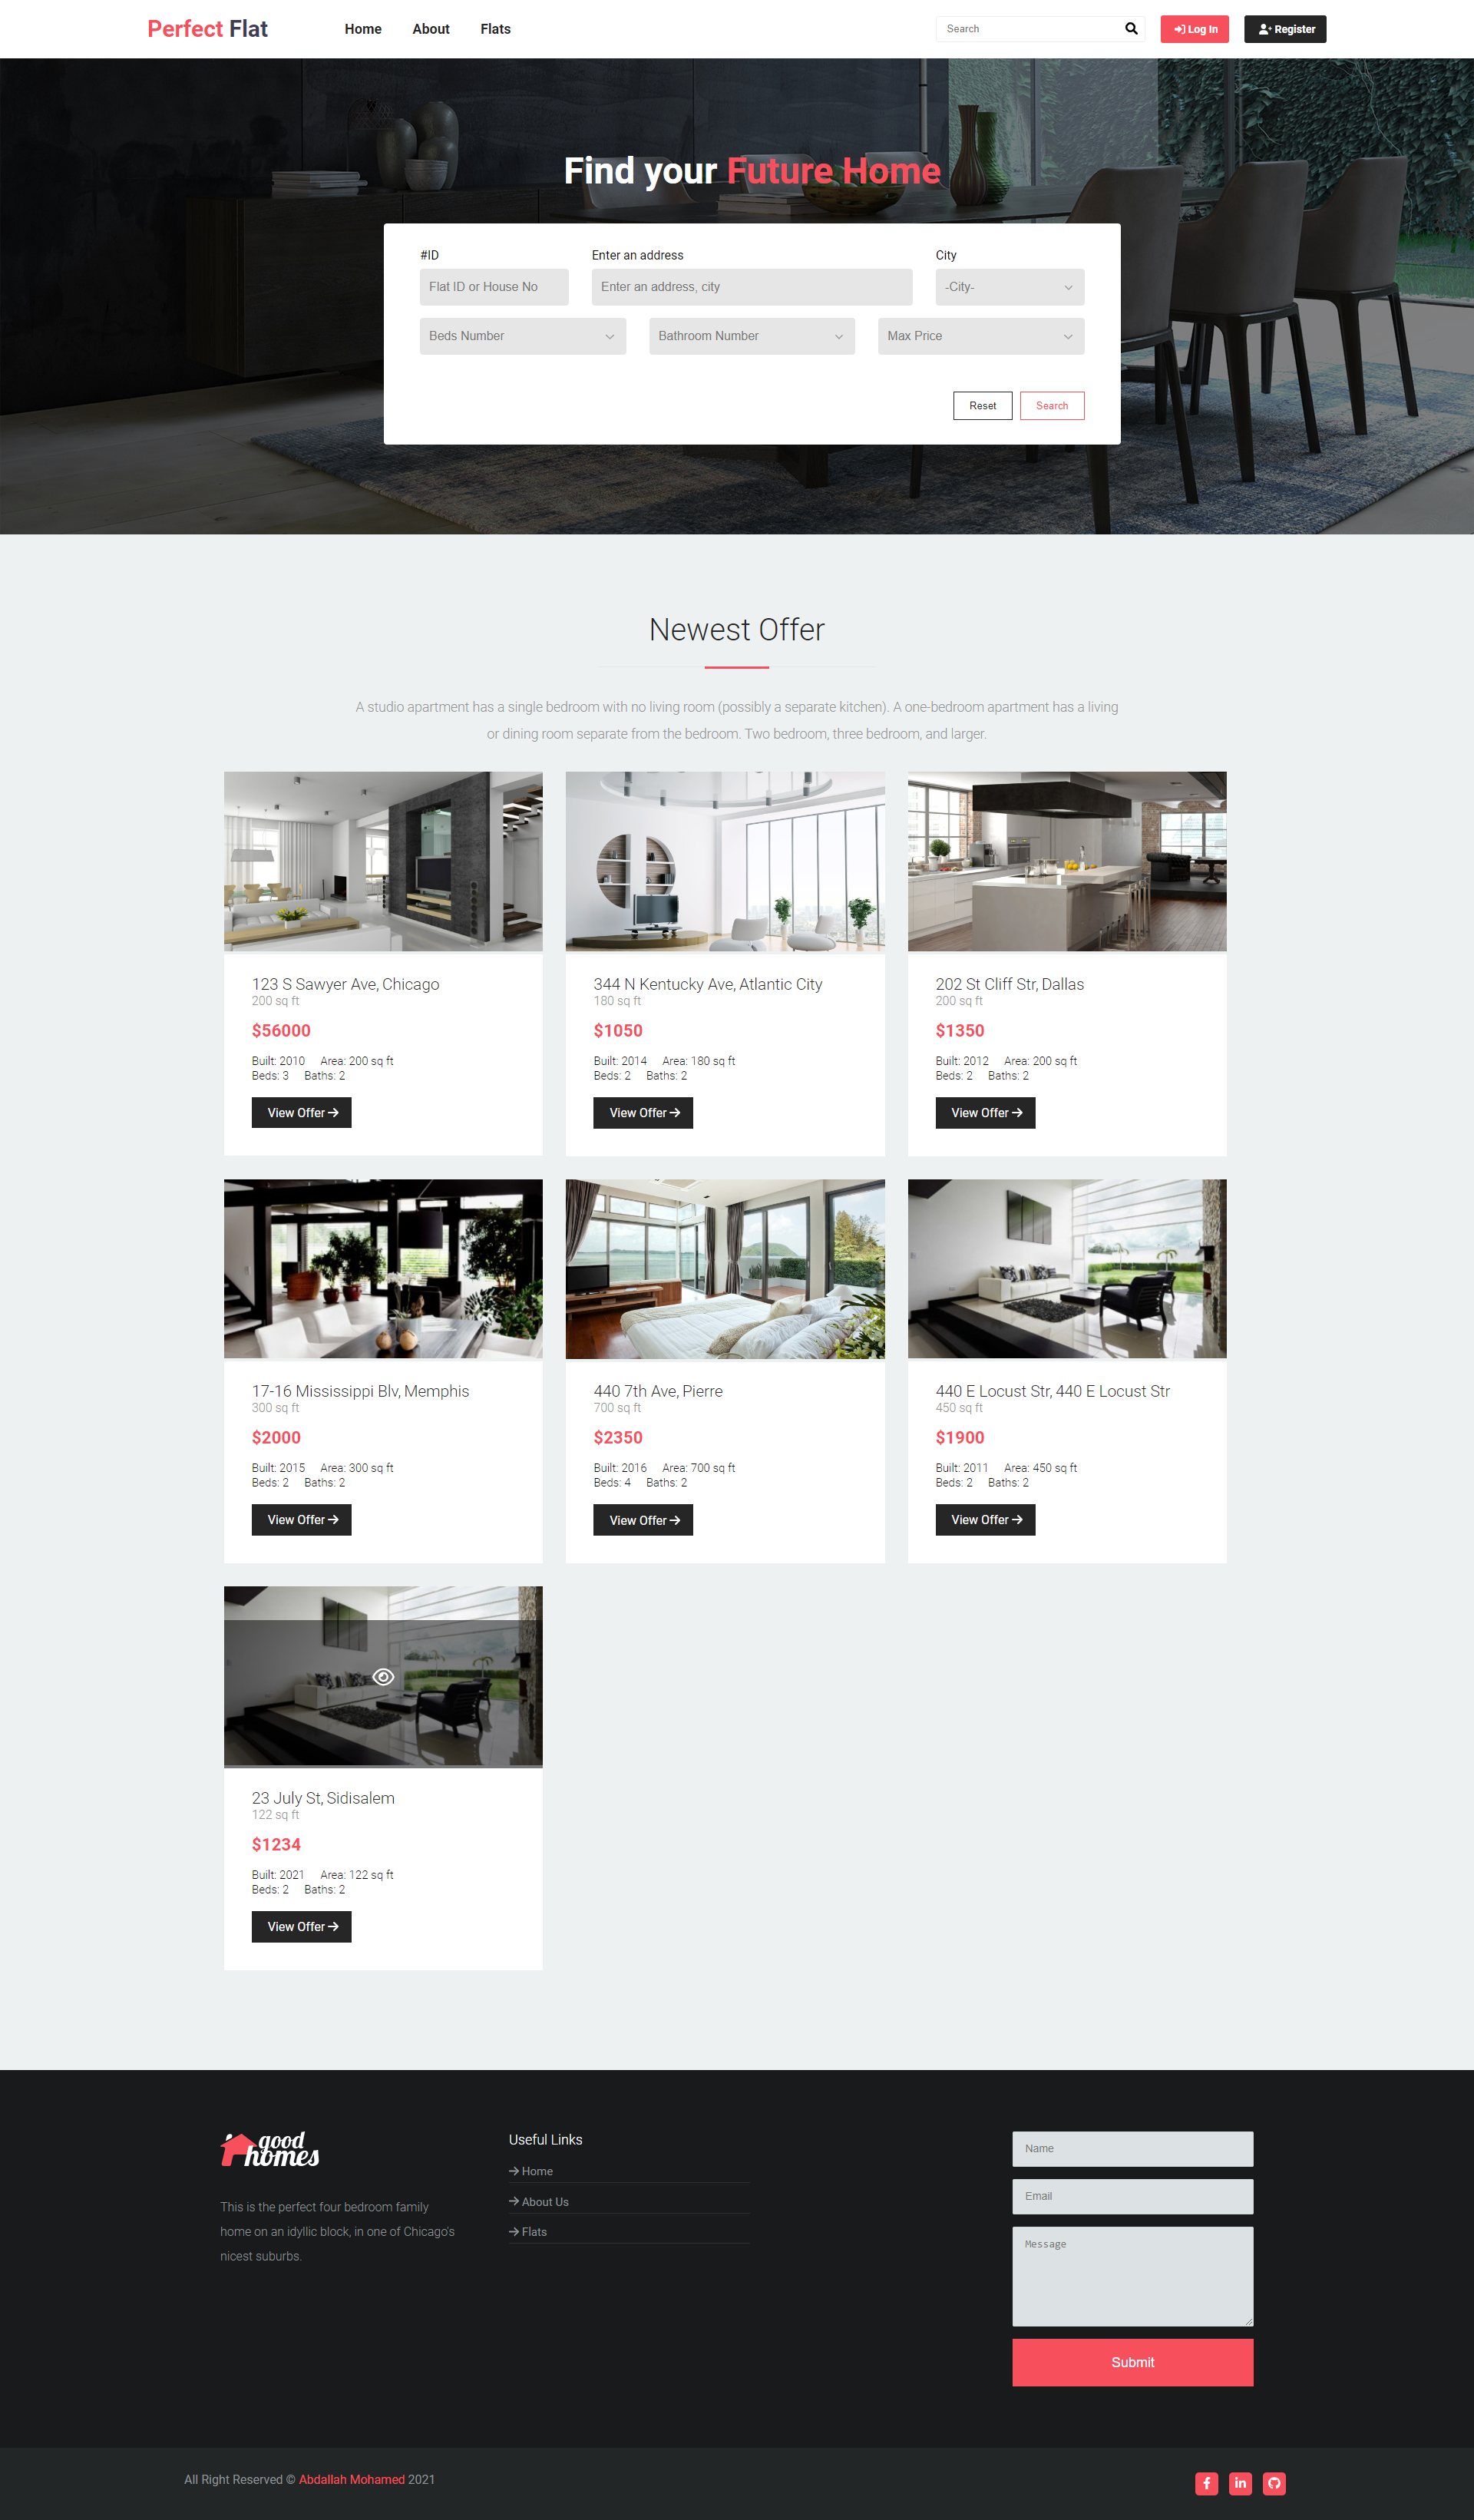 Perfect Flat
Home
About
Flats
Search
Log In
Register
Find your Future Home
#ID
Enter an address
City
Flat ID or House No
Enter an address, city
-City-
Beds Number
Bathroom Number
Max Price
Reset
Search
Newest Offer
A studio apartment has a single bedroom with no living room (possibly a separate kitchen). A one-bedroom apartment has a living
or dining room separate from the bedroom. Two bedroom, three bedroom, and larger.
123 S Sawyer Ave, Chicago
200 sq ft
$56000
Built: 2010 Area: 200 sq ft
Beds: 3 Baths: 2
View Offer
344 N Kentucky Ave, Atlantic City
180 sq ft
$1050
Built: 2014 Area: 180 sq ft
Beds: 2 Baths: 2
View Offer
202 St Cliff Str, Dallas
200 sq ft
$1350
Built: 2012 Area: 200 sq ft
Beds: 2 Baths: 2
View Offer
17-16 Mississippi Blv, Memphis
300 sq ft
$2000
Built: 2015 Area: 300 sq ft
Beds: 2 Baths: 2
View Offer
440 7th Ave, Pierre
700 sq ft
$2350
Built: 2016 Area: 700 sq ft
Beds: 4 Baths: 2
View Offer
440 E Locust Str, 440 E Locust Str
450 sq ft
$1900
Built: 2011 Area: 450 sq ft
Beds: 2 Baths: 2
View Offer
23 July St, Sidisalem
122 sq ft
$1234
Built: 2021 Area: 122 sq ft
Beds: 2 Baths: 2
View Offer
good
homes
This is the perfect four bedroom family
home on an idyllic block, in one of Chicago's
nicest suburbs.
Useful Links
Home
About Us
Flats
Name
Email
Message
Submit
All Right Reserved © Abdallah Mohamed 2021